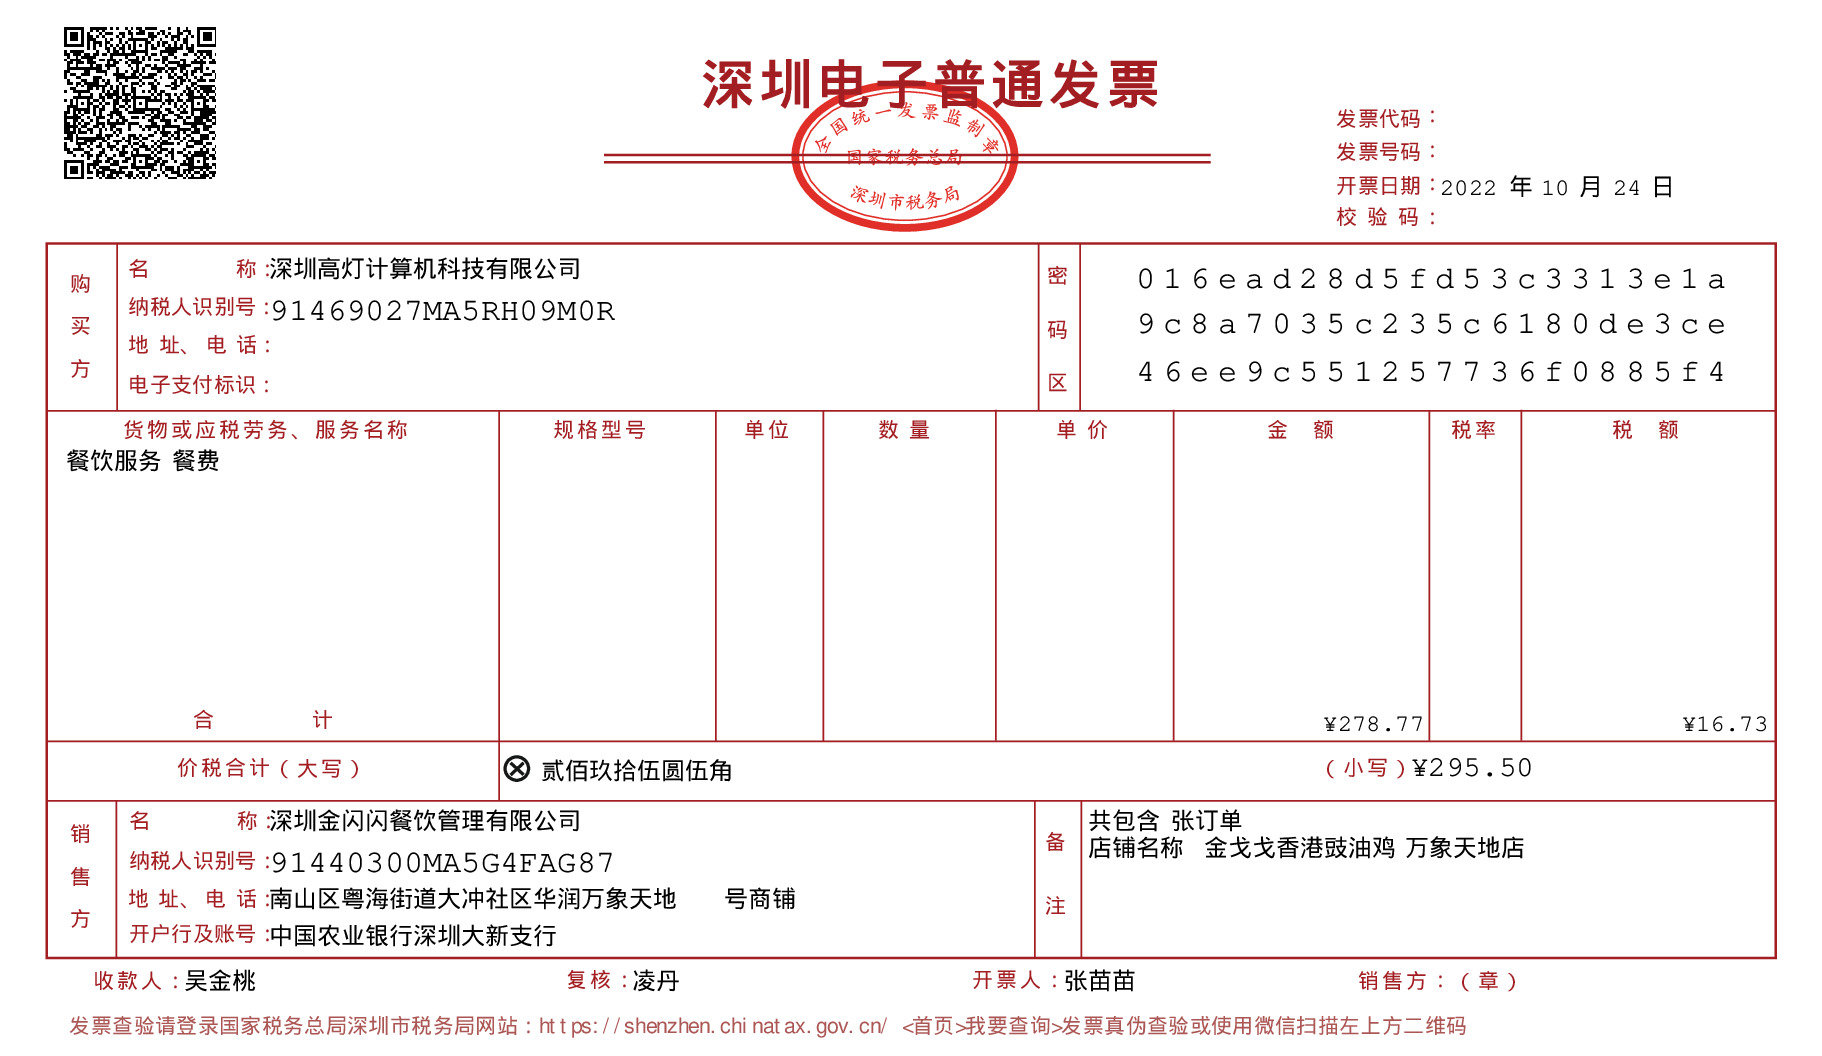 深圳电子普通发票
全国统一发票监制章
国家税务总局
深圳市税务局
发票代码：
发票号码：
开票日期：2022 年 10 月 24 日
校 验 码：
购买方
名 称：深圳高灯计算机科技有限公司
纳税人识别号：91469027MA5RH09M0R
地 址、电 话：
电子支付标识：
密码区
016ead28d5fd53c3313e1a
9c8a7035c235c6180de3ce
46ee9c551257736f0885f4
货物或应税劳务、服务名称 规格型号 单位 数 量 单 价 金 额 税率 税 额
餐饮服务 餐费
合 计 ¥278.77 ¥16.73
价税合计（大写） ⊗ 贰佰玖拾伍圆伍角 （小写）¥295.50
销售方
名 称：深圳金闪闪餐饮管理有限公司
纳税人识别号：91440300MA5G4FAG87
地 址、电 话：南山区粤海街道大冲社区华润万象天地 号商铺
开户行及账号：中国农业银行深圳大新支行
备注
共包含 张订单
店铺名称 金戈戈香港豉油鸡 万象天地店
收款人：吴金桃 复核：凌丹 开票人：张苗苗 销售方：（章）
发票查验请登录国家税务总局深圳市税务局网站：https://shenzhen.chinatax.gov.cn/ <首页>我要查询>发票真伪查验或使用微信扫描左上方二维码